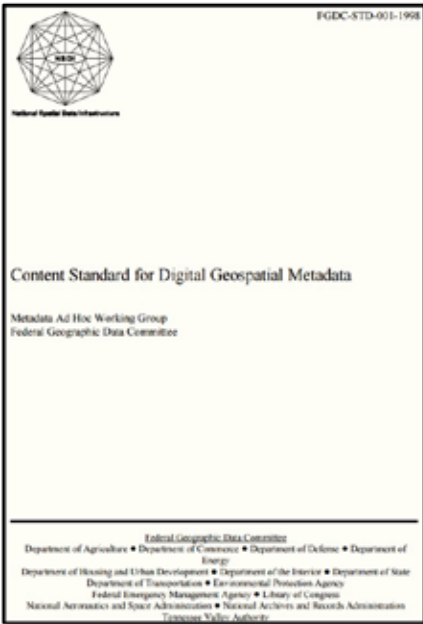 FGDC-STD-001-1998
NSDI
National Spatial Data Infrastructure
Content Standard for Digital Geospatial Metadata
Metadata Ad Hoc Working Group
Federal Geographic Data Committee
Federal Geographic Data Committee
Department of Agriculture ● Department of Commerce ● Department of Defense ● Department of
Energy
Department of Housing and Urban Development ● Department of the Interior ● Department of State
Department of Transportation ● Environmental Protection Agency
Federal Emergency Management Agency ● Library of Congress
National Aeronautics and Space Administration ● National Archives and Records Administration
Tennessee Valley Authority